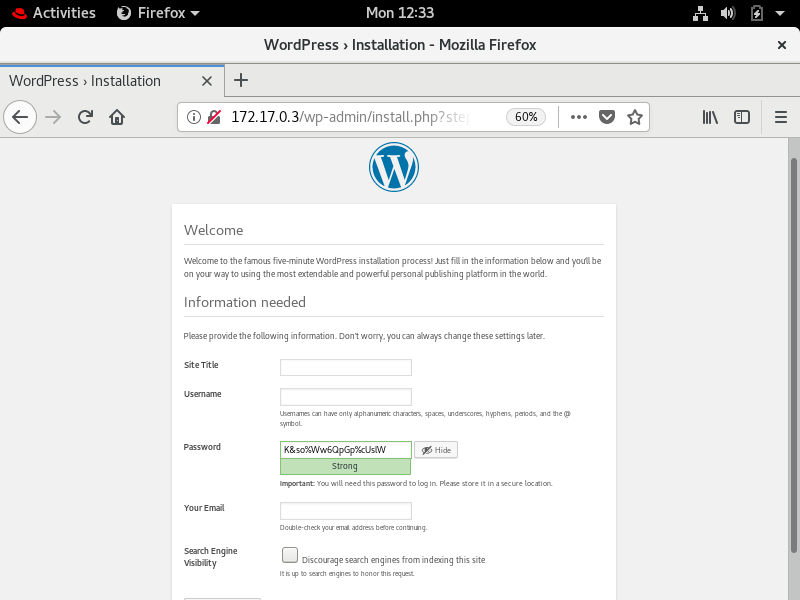 Activities Firefox Mon 12:33
WordPress › Installation - Mozilla Firefox
WordPress › Installation
172.17.0.3/wp-admin/install.php?step 60%
Welcome
Welcome to the famous five-minute WordPress installation process! Just fill in the information below and you'll be
on your way to using the most extendable and powerful personal publishing platform in the world.
Information needed
Please provide the following information. Don't worry, you can always change these settings later.
Site Title
Username
Usernames can have only alphanumeric characters, spaces, underscores, hyphens, periods, and the @
symbol.
Password K&so%Ww6QpGp%cUslW Hide
Strong
Important: You will need this password to log in. Please store it in a secure location.
Your Email
Double-check your email address before continuing.
Search Engine
Visibility
Discourage search engines from indexing this site
It is up to search engines to honor this request.